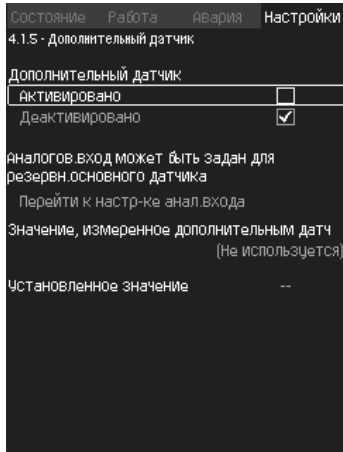 Состояние Работа Авария Настройки
4.1.5 - Дополнительный датчик
Дополнительный датчик
Активировано
Деактивировано
Аналогов.вход может быть задан для
резервн.основного датчика
Перейти к настр-ке анал.входа
Значение, измеренное дополнительным датч
(Не используется)
Установленное значение --